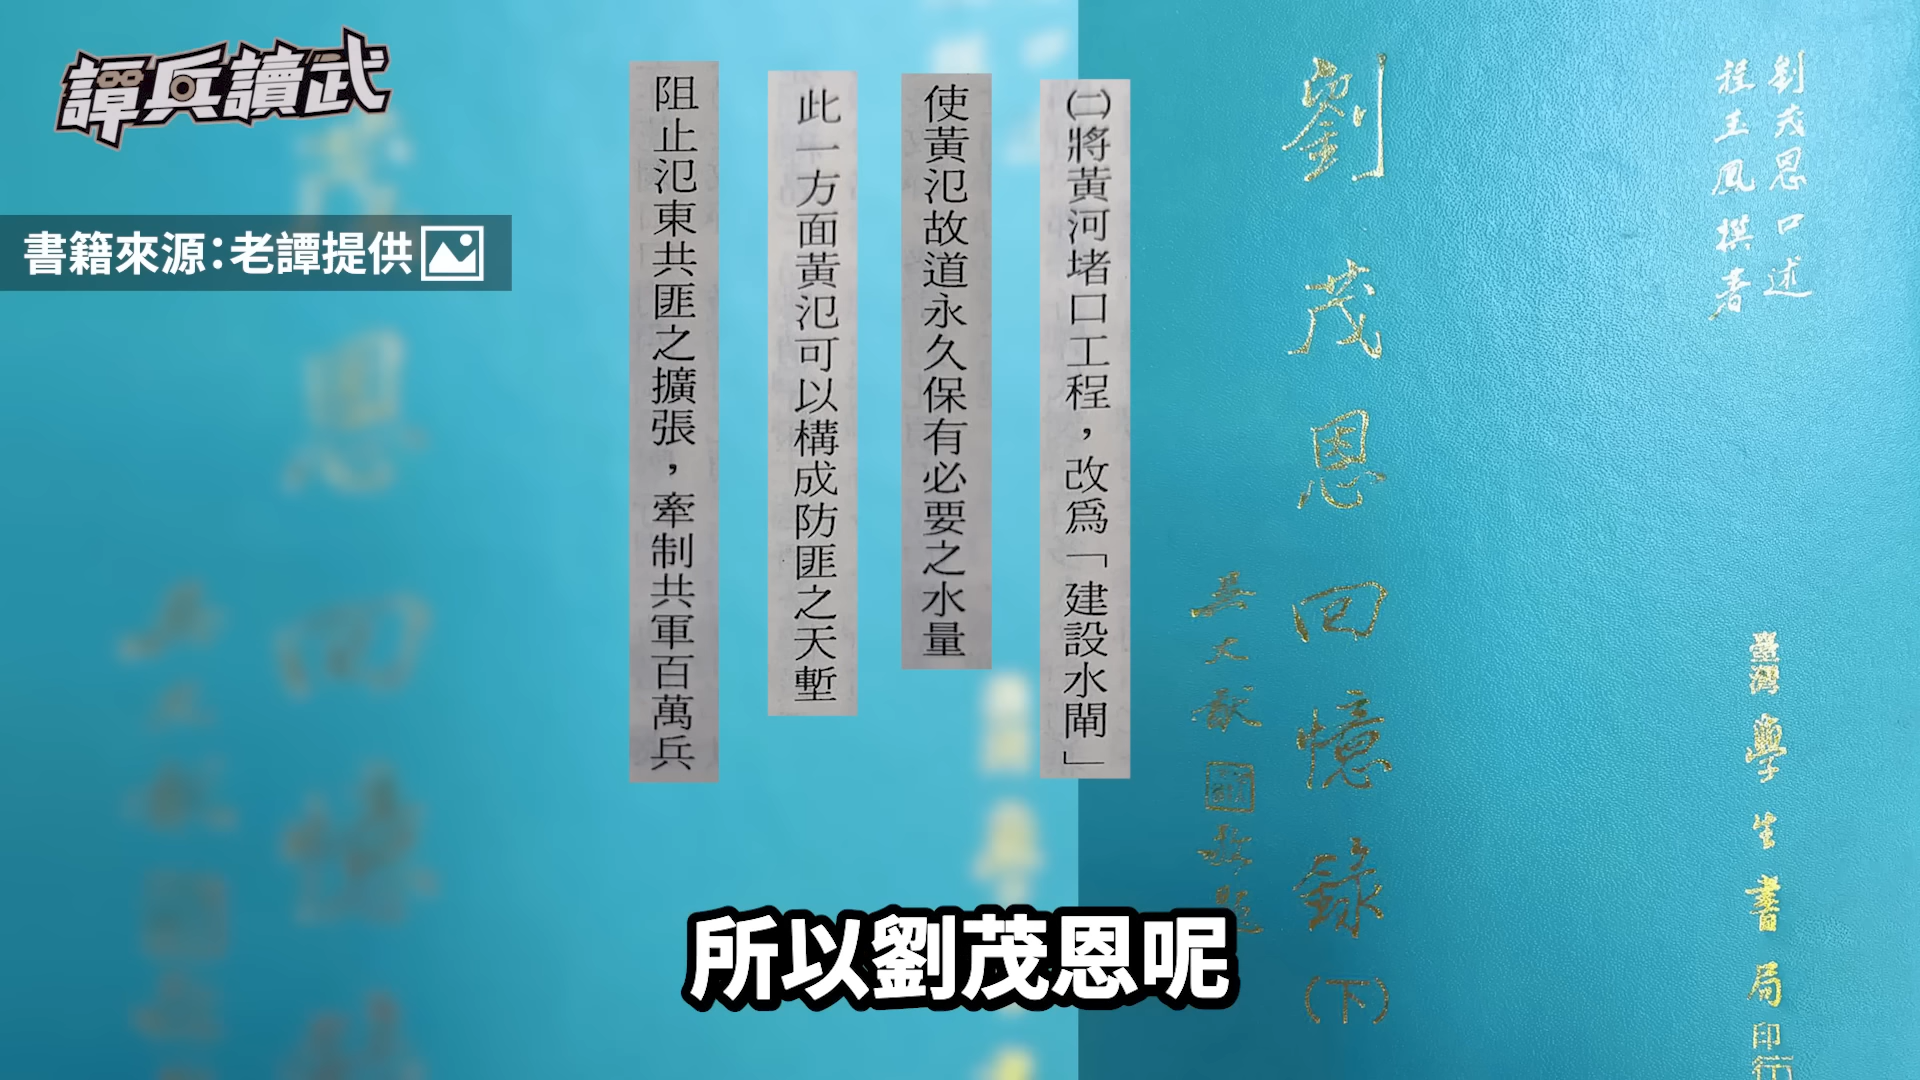 譚兵讀武
書籍來源：老譚提供
㈡將黃河堵口工程，改爲「建設水閘」
使黃氾故道永久保有必要之水量
此一方面黃氾可以構成防匪之天塹
阻止氾東共匪之擴張，牽制共軍百萬兵
劉茂恩口述
程玉鳳撰著
劉茂恩回憶錄(下)
吳大猷
臺灣學生書局印行
所以劉茂恩呢